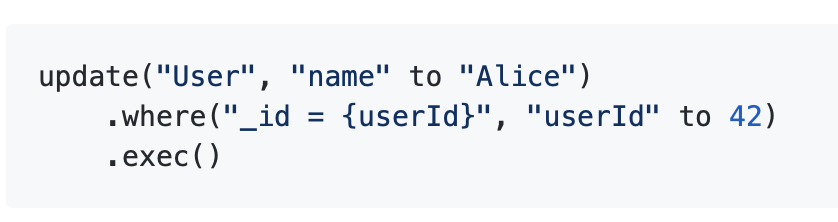 update("User", "name" to "Alice")
    .where("_id = {userId}", "userId" to 42)
    .exec()